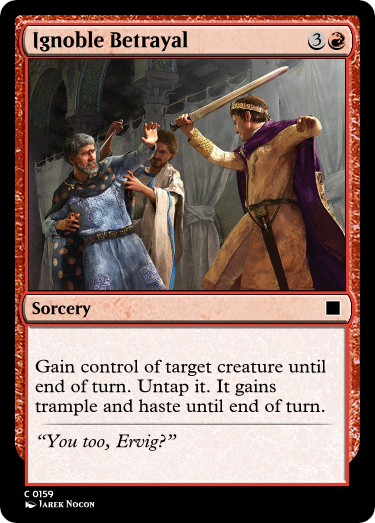 Ignoble Betrayal 3
Sorcery
Gain control of target creature until
end of turn. Untap it. It gains
trample and haste until end of turn.
“You too, Ervig?”
C 0159
Jarek Nocon